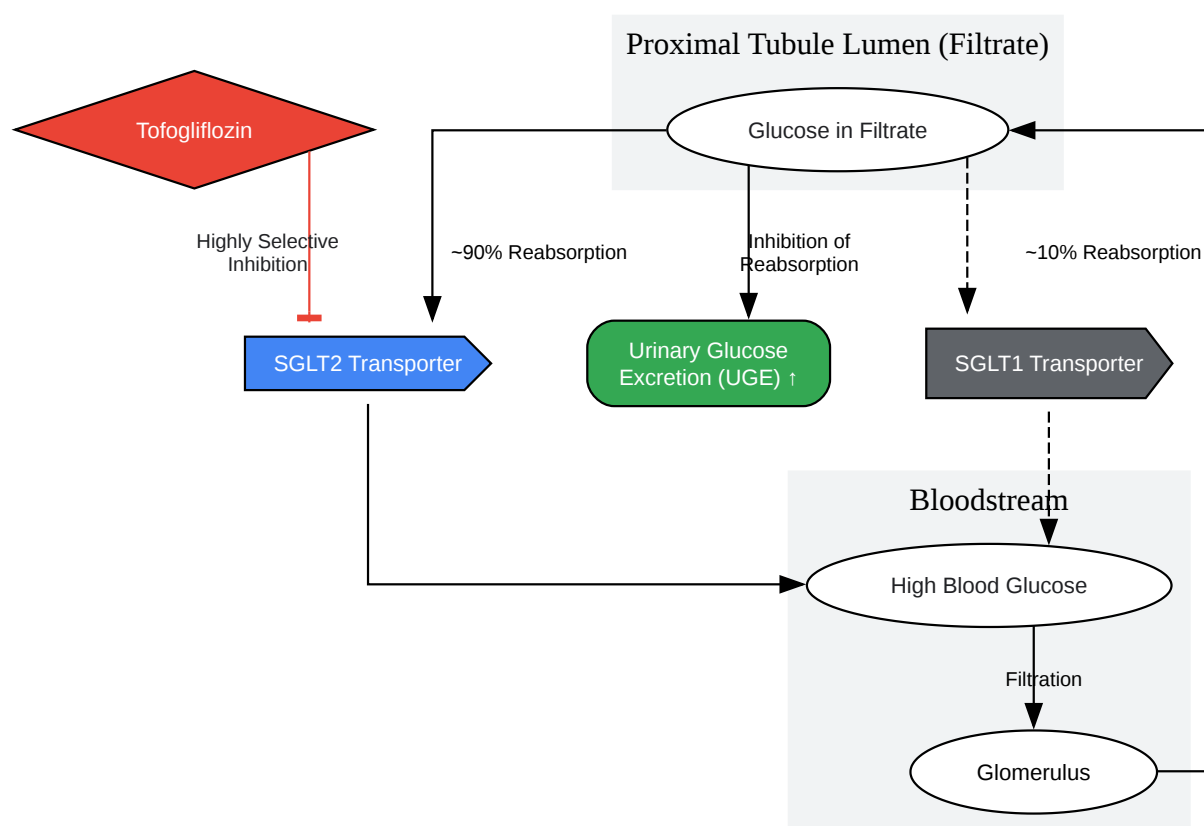 Proximal Tubule Lumen (Filtrate)
Tofogliflozin
Glucose in Filtrate
Highly Selective
Inhibition
~90% Reabsorption
Inhibition of
Reabsorption
~10% Reabsorption
SGLT2 Transporter
Urinary Glucose
Excretion (UGE) ↑
SGLT1 Transporter
Bloodstream
High Blood Glucose
Filtration
Glomerulus